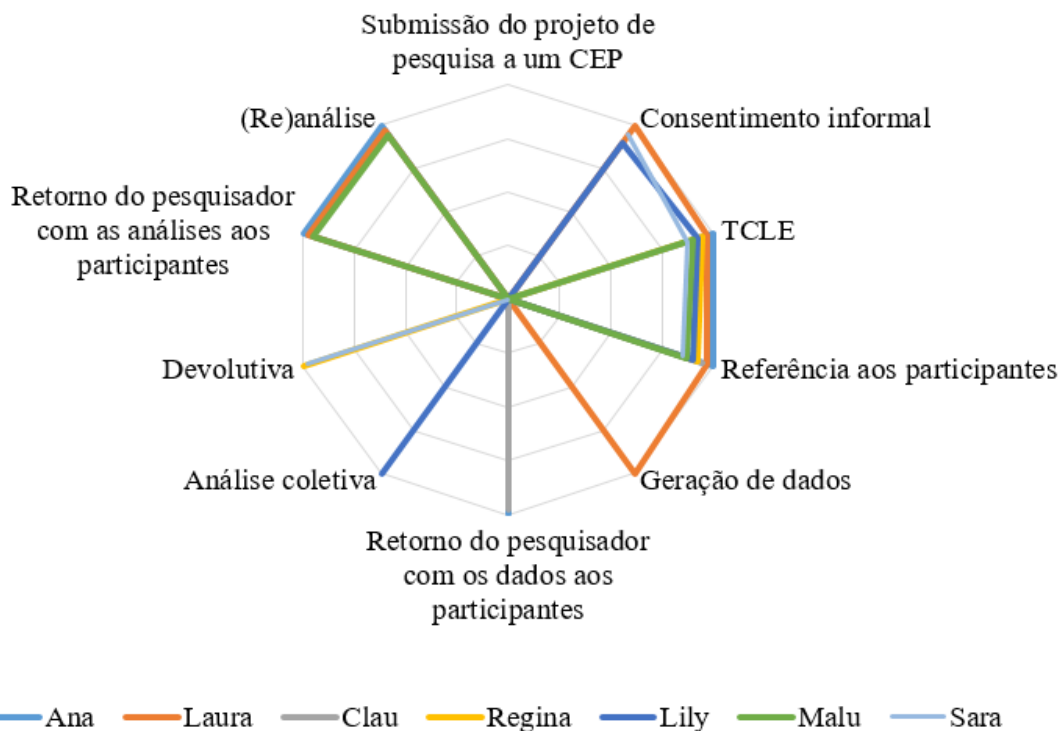 Submissão do projeto de
pesquisa a um CEP
(Re)análise
Consentimento informal
Retorno do pesquisador
com as análises aos
participantes
TCLE
Devolutiva
Referência aos participantes
Análise coletiva
Geração de dados
Retorno do pesquisador
com os dados aos
participantes
Ana Laura Clau Regina Lily Malu Sara